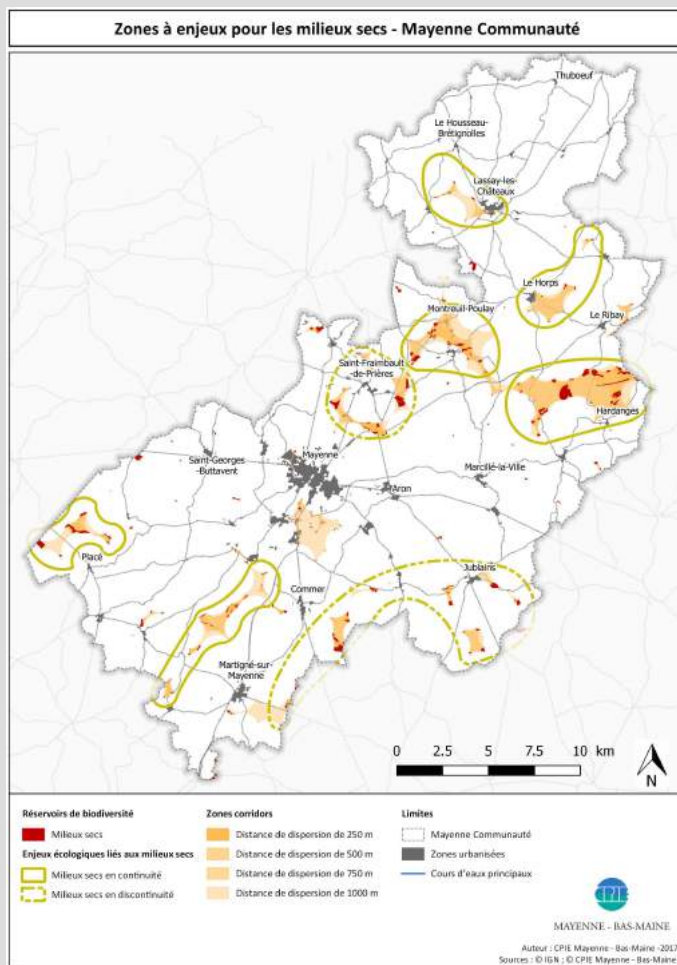 Zones à enjeux pour les milieux secs - Mayenne Communauté
Thuboeuf
Le Housseau-
Brétignolles
Lassay-les-
Châteaux
Le Horps
Montreuil-Poulay
Le Ribay
Saint-Fraimbault
-de-Prières
Hardanges
Mayenne
Saint-Georges
-Buttavent
Marcillé-la-Ville
Aron
Placé
Jublains
Commer
Martigné-sur-
Mayenne
0 2.5 5 7.5 10 km
N
Réservoirs de biodiversité
Milieux secs
Enjeux écologiques liés aux milieux secs
Milieux secs en continuité
Milieux secs en discontinuité
Zones corridors
Distance de dispersion de 250 m
Distance de dispersion de 500 m
Distance de dispersion de 750 m
Distance de dispersion de 1000 m
Limites
Mayenne Communauté
Zones urbanisées
Cours d'eaux principaux
CPIE
MAYENNE - BAS-MAINE
Auteur : CPIE Mayenne - Bas-Maine -2017
Sources : © IGN ; © CPIE Mayenne - Bas-Maine